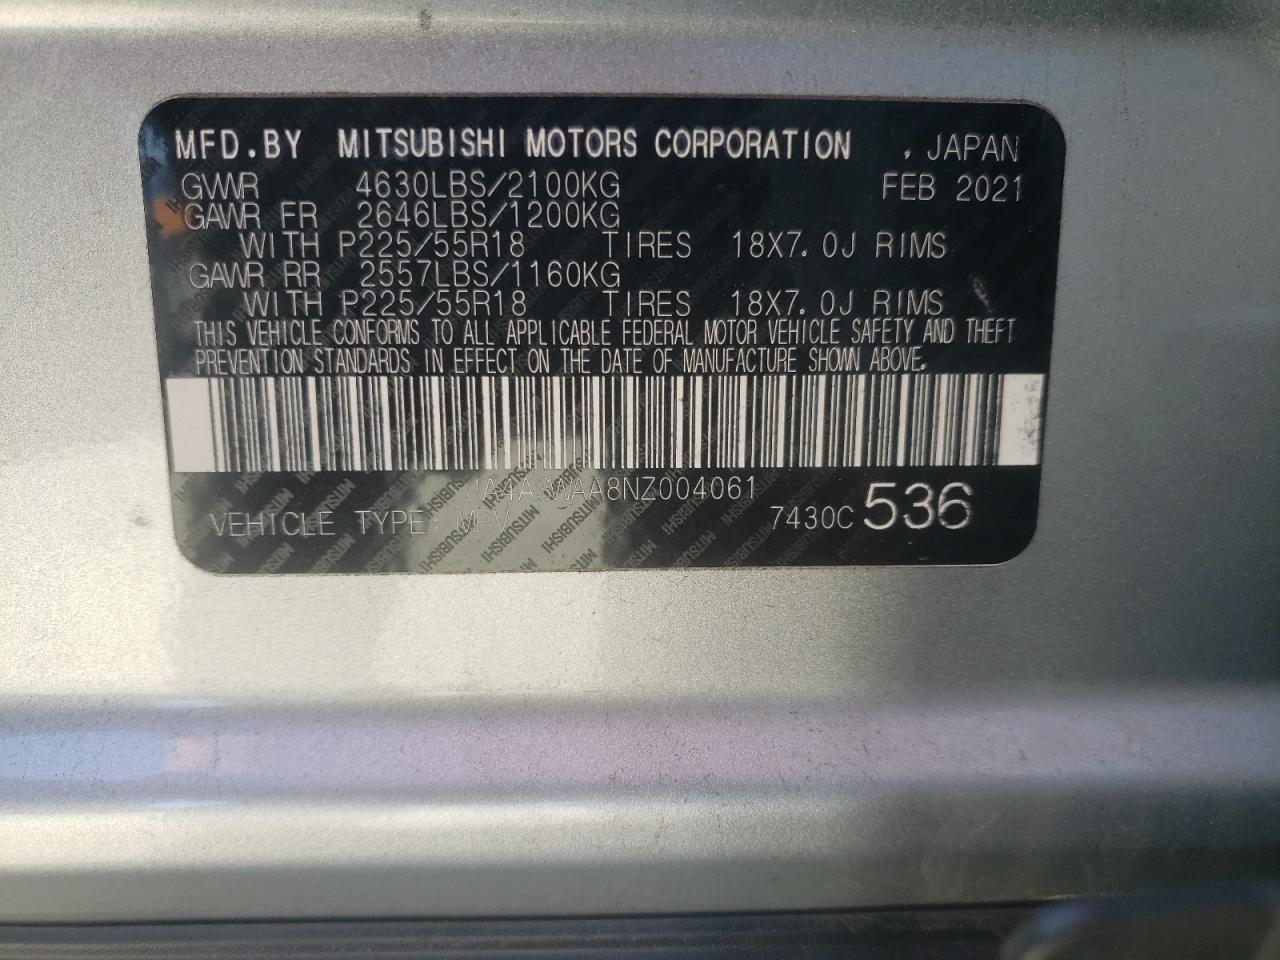 MFD.BY MITSUBISHI MOTORS CORPORATION , JAPAN
GVWR 4630LBS/2100KG FEB 2021
GAWR FR 2646LBS/1200KG
WITH P225/55R18 TIRES 18X7.0J RIMS
GAWR RR 2557LBS/1160KG
WITH P225/55R18 TIRES 18X7.0J RIMS
THIS VEHICLE CONFORMS TO ALL APPLICABLE FEDERAL MOTOR VEHICLE SAFETY AND THEFT
PREVENTION STANDARDS IN EFFECT ON THE DATE OF MANUFACTURE SHOWN ABOVE.
JA4ASWAA8NZ004061
VEHICLE TYPE: MPV 7430C 536